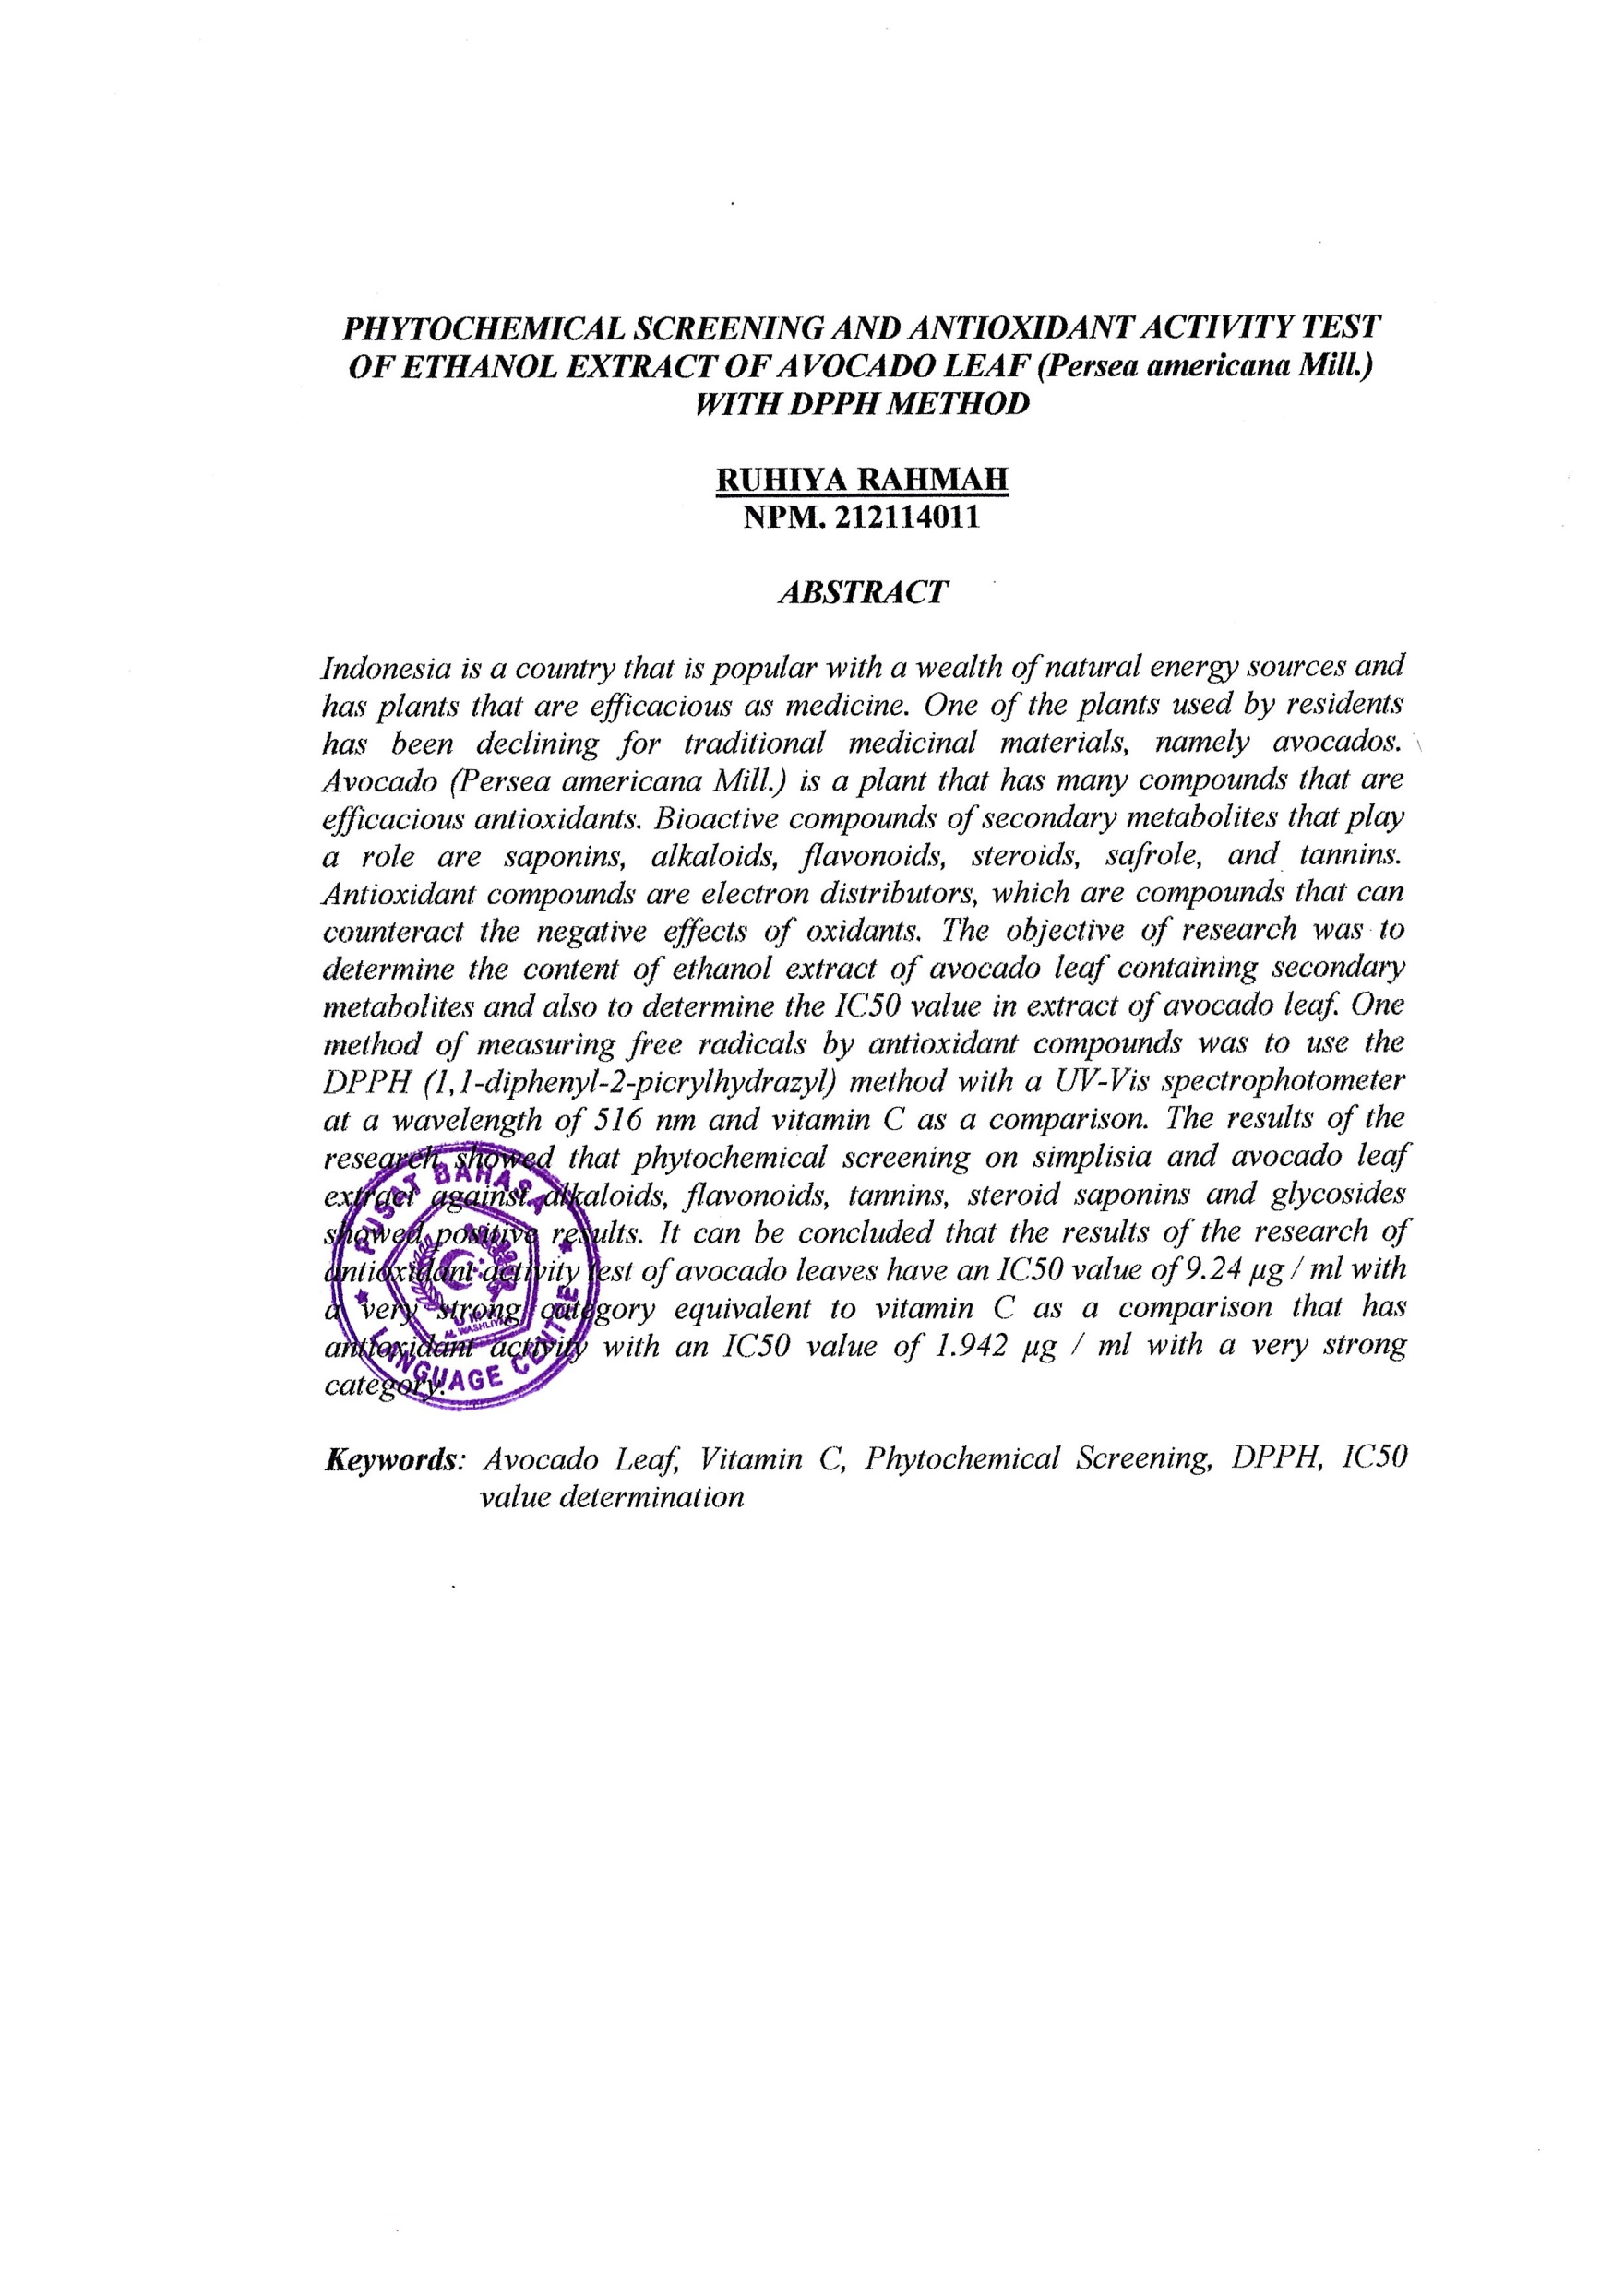 PHYTOCHEMICAL SCREENING AND ANTIOXIDANT ACTIVITY TEST
OF ETHANOL EXTRACT OF AVOCADO LEAF (Persea americana Mill.)
WITH DPPH METHOD
RUHIYA RAHMAH
NPM. 212114011
ABSTRACT
Indonesia is a country that is popular with a wealth of natural energy sources and
has plants that are efficacious as medicine. One of the plants used by residents
has been declining for traditional medicinal materials, namely avocados.
Avocado (Persea americana Mill.) is a plant that has many compounds that are
efficacious antioxidants. Bioactive compounds of secondary metabolites that play
a role are saponins, alkaloids, flavonoids, steroids, safrole, and tannins.
Antioxidant compounds are electron distributors, which are compounds that can
counteract the negative effects of oxidants. The objective of research was to
determine the content of ethanol extract of avocado leaf containing secondary
metabolites and also to determine the IC50 value in extract of avocado leaf. One
method of measuring free radicals by antioxidant compounds was to use the
DPPH (1,1-diphenyl-2-picrylhydrazyl) method with a UV-Vis spectrophotometer
at a wavelength of 516 nm and vitamin C as a comparison. The results of the
research showed that phytochemical screening on simplisia and avocado leaf
extract against alkaloids, flavonoids, tannins, steroid saponins and glycosides
showed positive results. It can be concluded that the results of the research of
antioxidant activity test of avocado leaves have an IC50 value of 9.24 µg / ml with
a very strong category equivalent to vitamin C as a comparison that has
antioxidant activity with an IC50 value of 1.942 µg / ml with a very strong
category.
PUSAT BAHASA
AL WASHLIYAH
LANGUAGE CENTRE
Keywords: Avocado Leaf, Vitamin C, Phytochemical Screening, DPPH, IC50
value determination